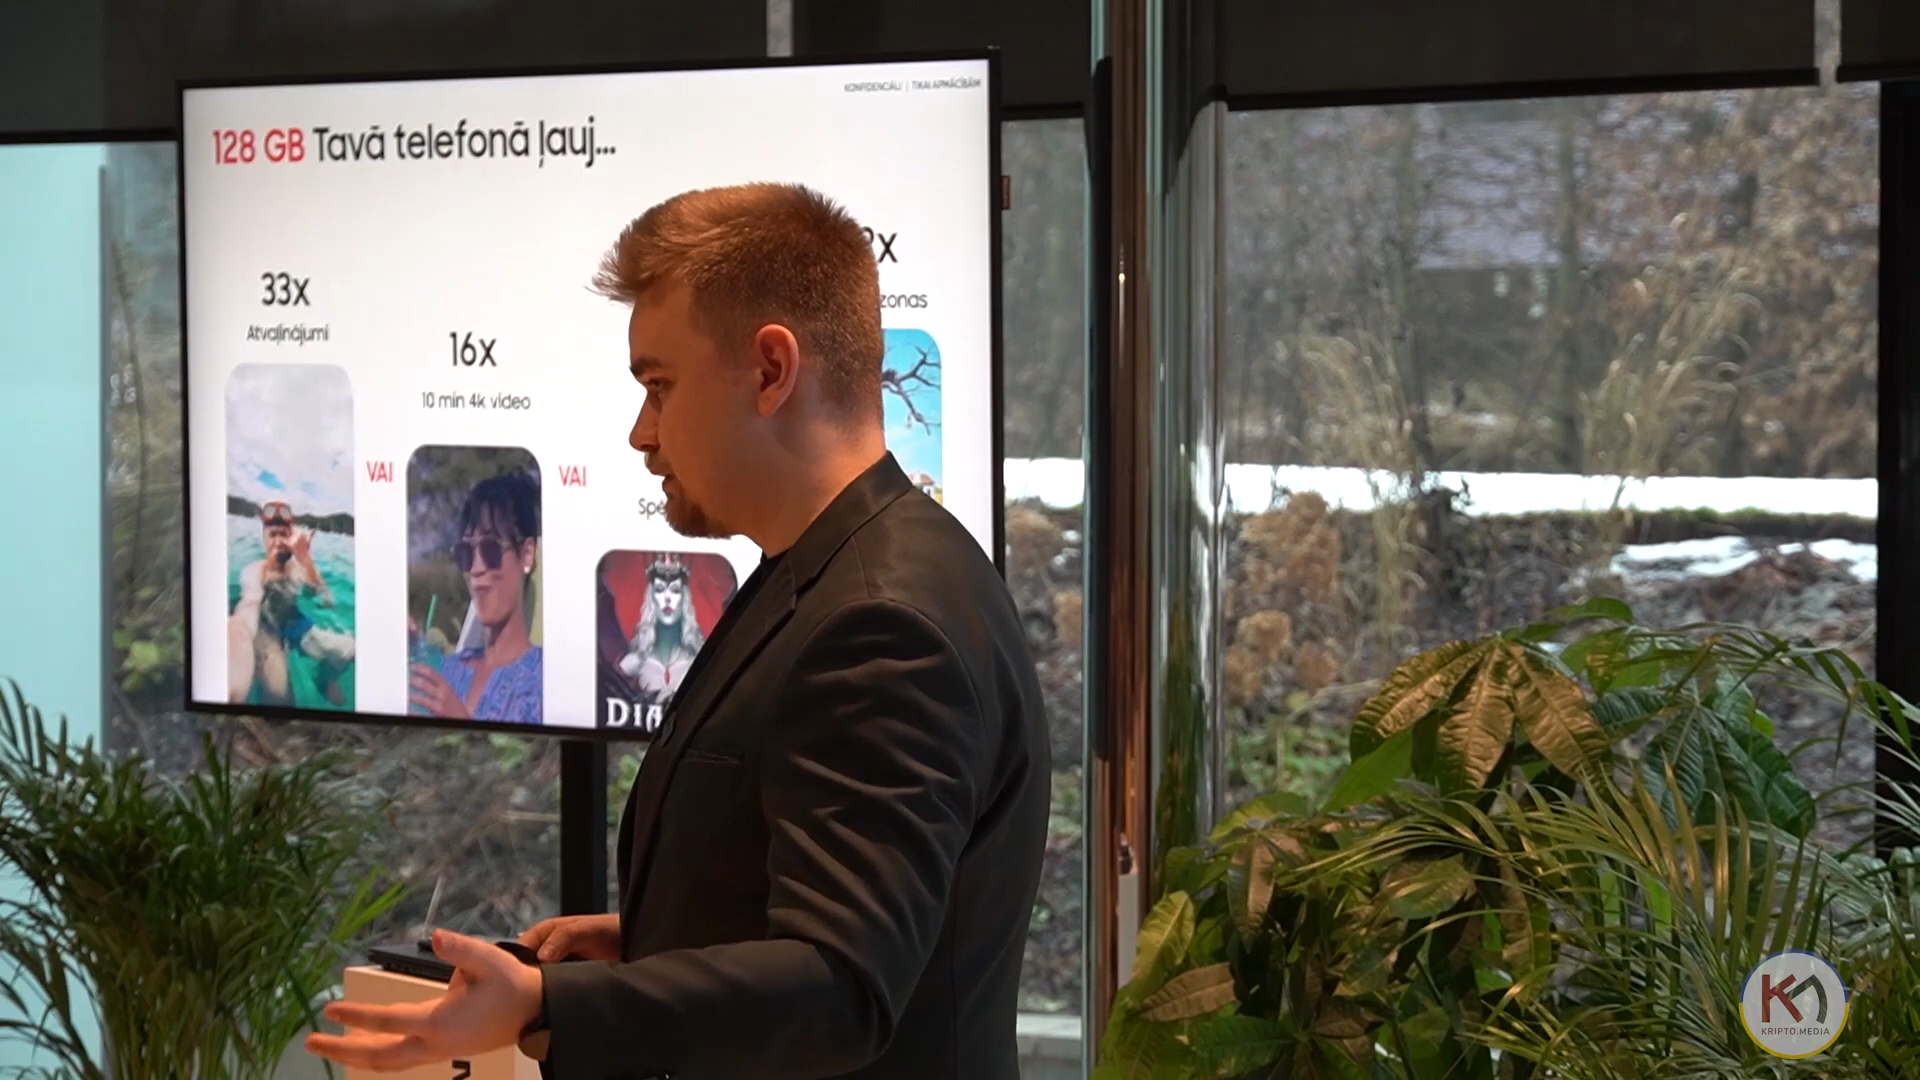 KONFIDENCIĀLI | TIKAI APMĀCĪBĀM
128 GB Tavā telefonā ļauj...
33x
Atvaļinājumi
16x
10 min 4k video
x
zonas
VAI
VAI
Spē
DIA
KRIPTO.MEDIA